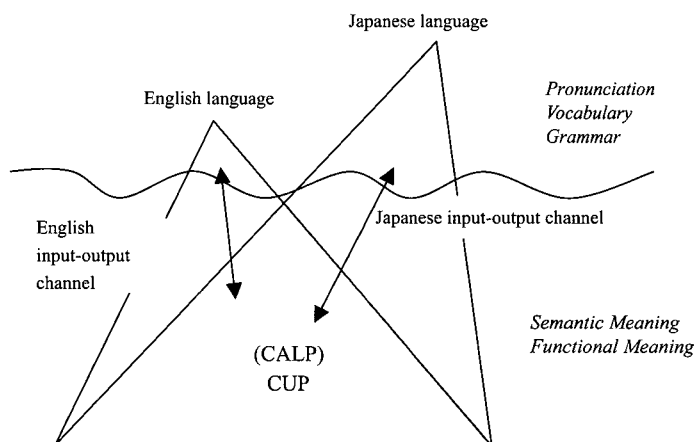 Japanese language
English language
Pronunciation
Vocabulary
Grammar
English
input-output
channel
Japanese input-output channel
Semantic Meaning
Functional Meaning
(CALP)
CUP